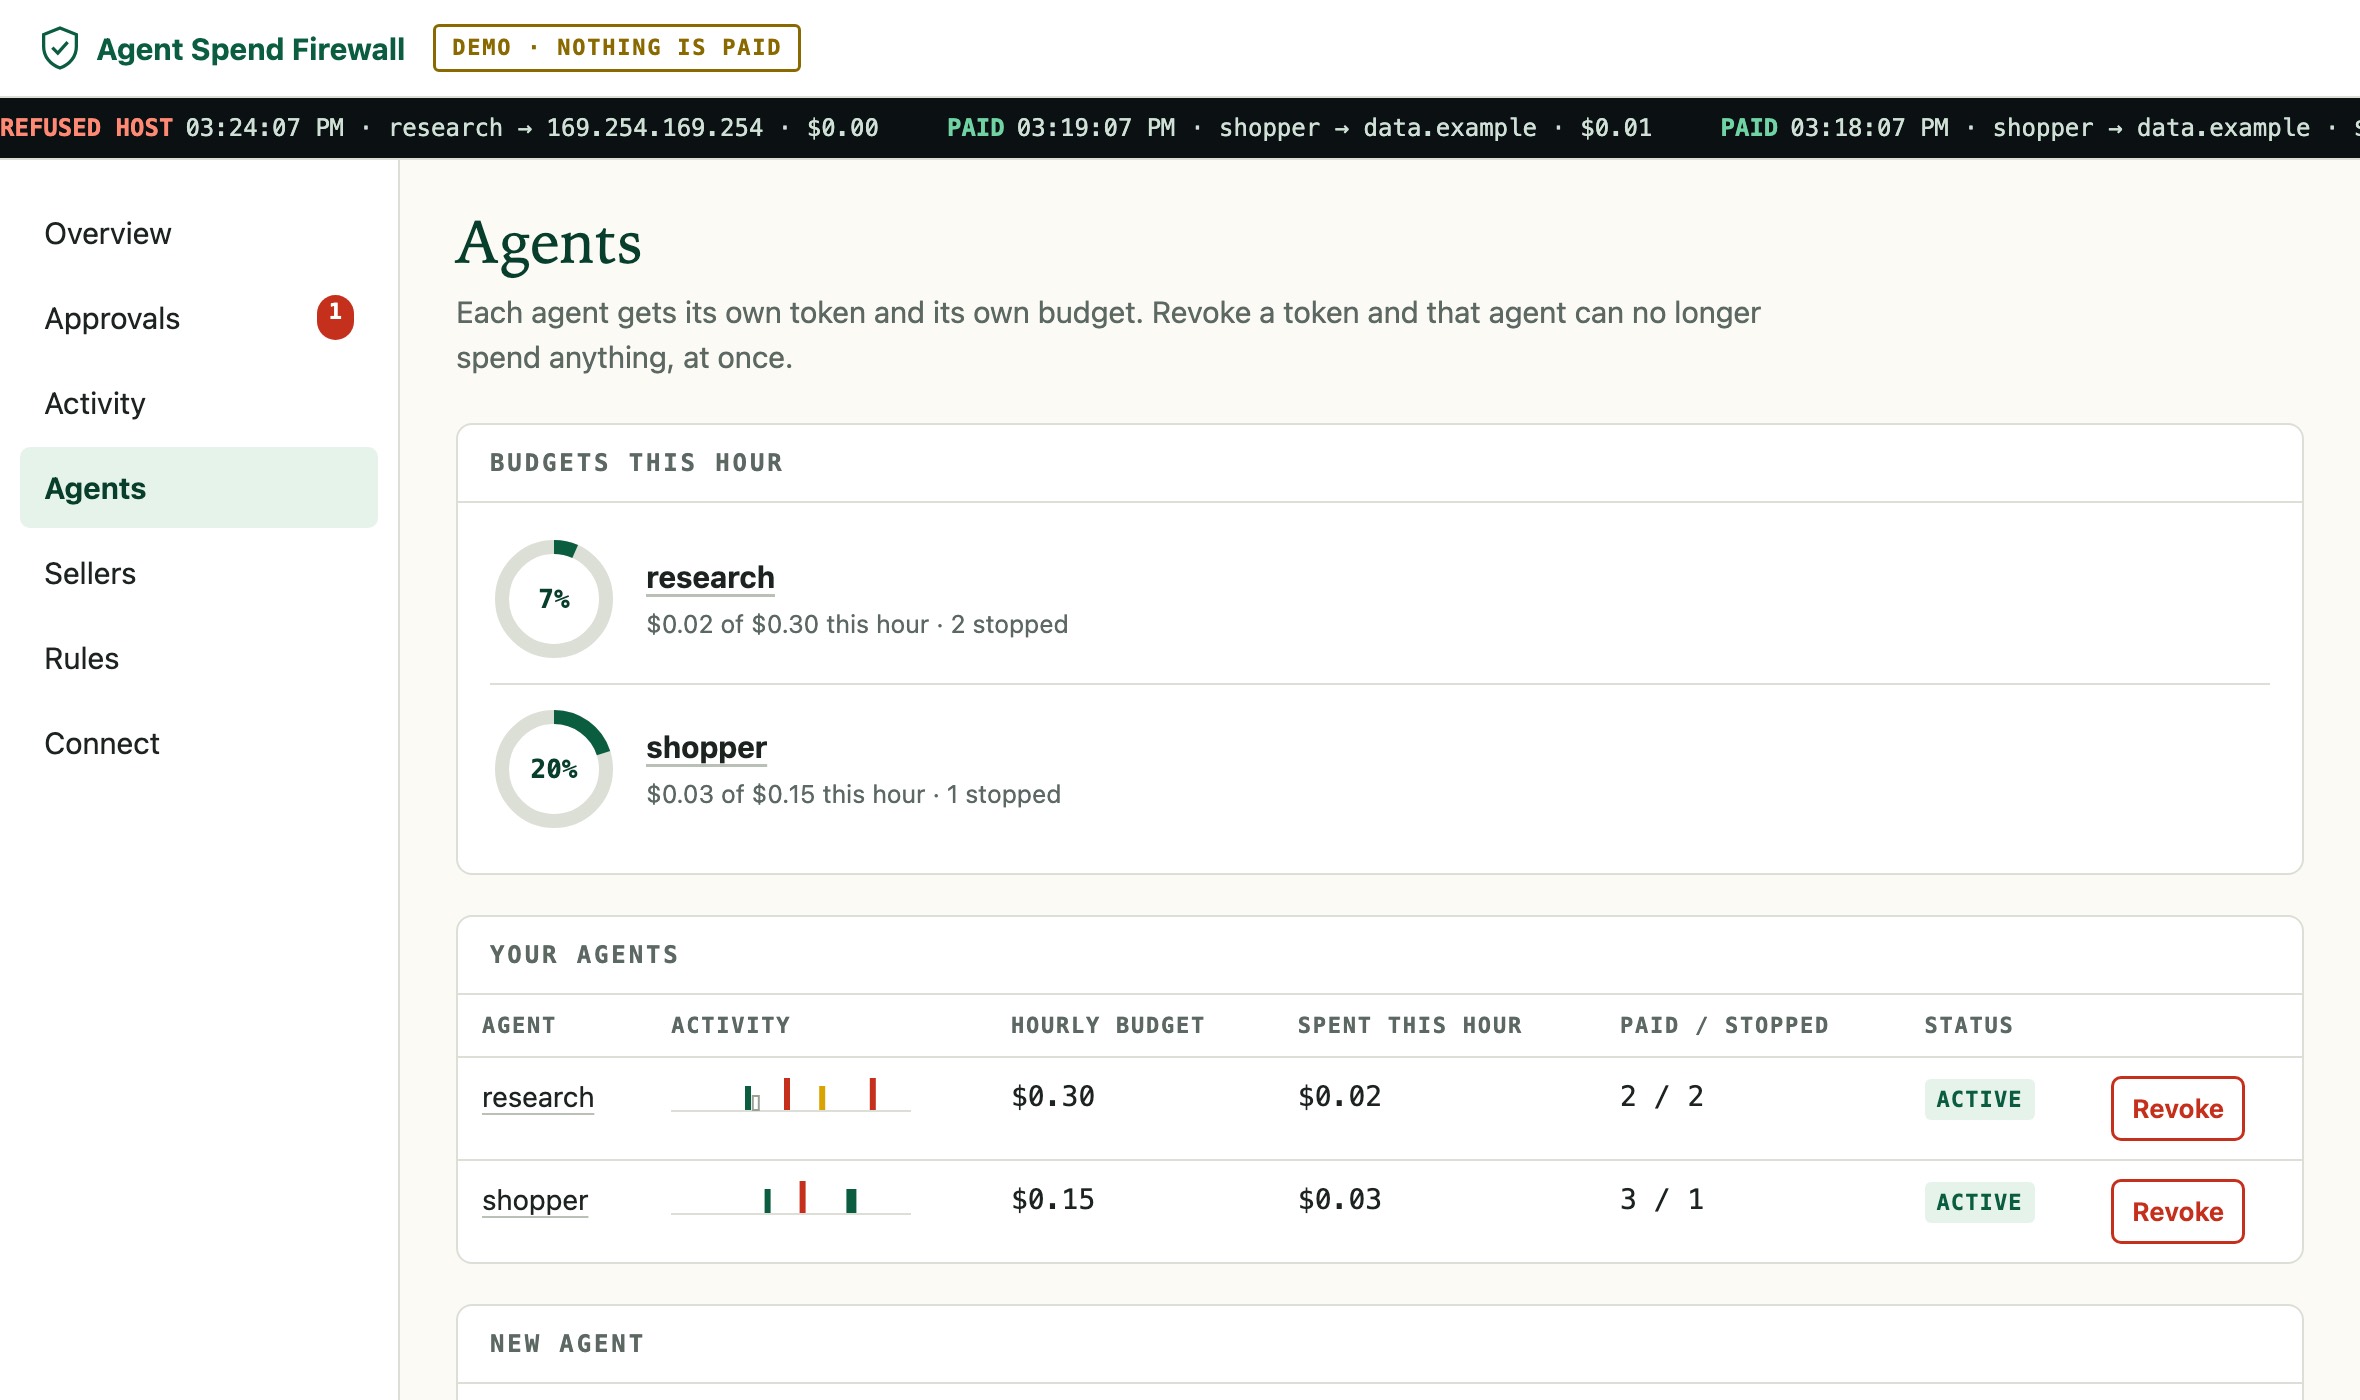 Agent Spend Firewall
DEMO · NOTHING IS PAID
REFUSED HOST 03:24:07 PM · research → 169.254.169.254 · $0.00 PAID 03:19:07 PM · shopper → data.example · $0.01 PAID 03:18:07 PM · shopper → data.example ·
Overview
Approvals 1
Activity
Agents
Sellers
Rules
Connect
Agents
Each agent gets its own token and its own budget. Revoke a token and that agent can no longer
spend anything, at once.
BUDGETS THIS HOUR
7%
research
$0.02 of $0.30 this hour · 2 stopped
20%
shopper
$0.03 of $0.15 this hour · 1 stopped
YOUR AGENTS
AGENT ACTIVITY HOURLY BUDGET SPENT THIS HOUR PAID / STOPPED STATUS
research $0.30 $0.02 2 / 2 ACTIVE Revoke
shopper $0.15 $0.03 3 / 1 ACTIVE Revoke
NEW AGENT